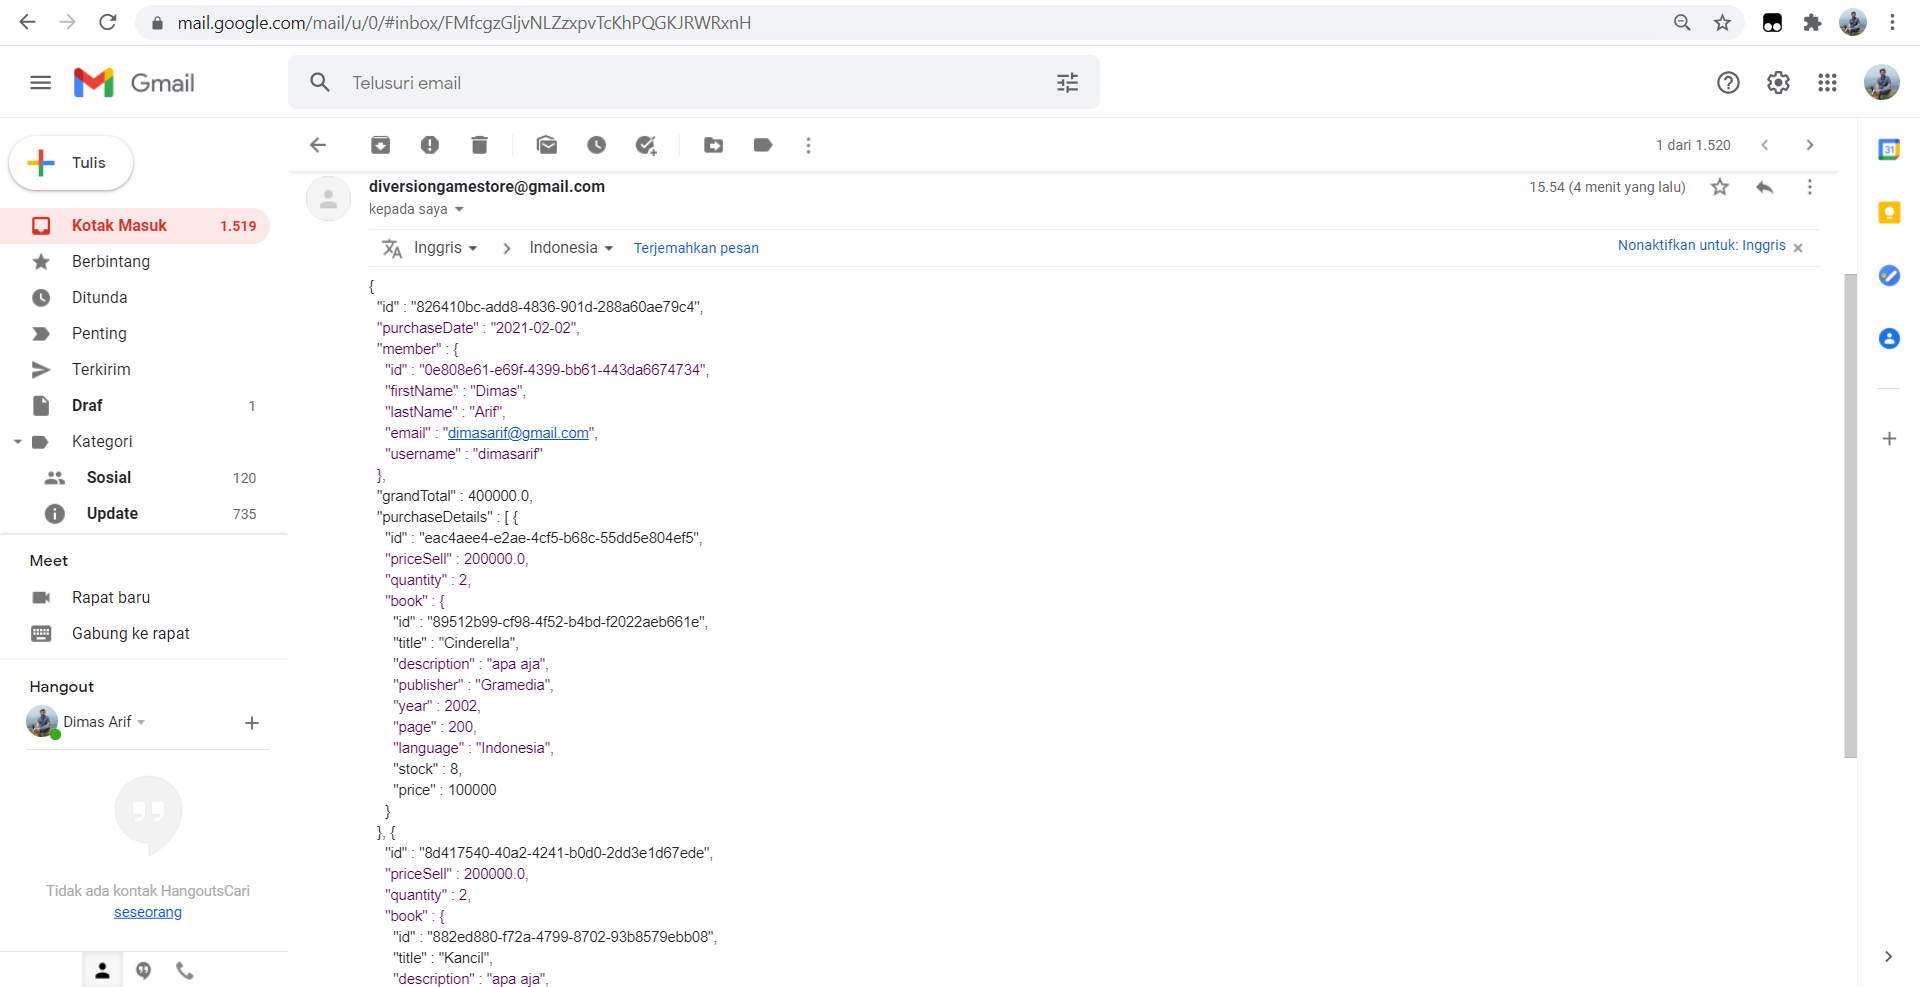 mail.google.com/mail/u/0/#inbox/FMfcgzGljvNLZzxpvTcKhPQGKJRWRxnH
Gmail
Telusuri email
Tulis
1 dari 1.520
Kotak Masuk 1.519
Berbintang
Ditunda
Penting
Terkirim
Draf 1
Kategori
Sosial 120
Update 735
Meet
Rapat baru
Gabung ke rapat
Hangout
Dimas Arif
Tidak ada kontak HangoutsCari
seseorang
diversiongamestore@gmail.com
15.54 (4 menit yang lalu)
kepada saya
Inggris
Indonesia
Terjemahkan pesan
Nonaktifkan untuk: Inggris
{
"id" : "826410bc-add8-4836-901d-288a60ae79c4",
"purchaseDate" : "2021-02-02",
"member" : {
"id" : "0e808e61-e69f-4399-bb61-443da6674734",
"firstName" : "Dimas",
"lastName" : "Arif",
"email" : "dimasarif@gmail.com",
"username" : "dimasarif"
},
"grandTotal" : 400000.0,
"purchaseDetails" : [ {
"id" : "eac4aee4-e2ae-4cf5-b68c-55dd5e804ef5",
"priceSell" : 200000.0,
"quantity" : 2,
"book" : {
"id" : "89512b99-cf98-4f52-b4bd-f2022aeb661e",
"title" : "Cinderella",
"description" : "apa aja",
"publisher" : "Gramedia",
"year" : 2002,
"page" : 200,
"language" : "Indonesia",
"stock" : 8,
"price" : 100000
}
}, {
"id" : "8d417540-40a2-4241-b0d0-2dd3e1d67ede",
"priceSell" : 200000.0,
"quantity" : 2,
"book" : {
"id" : "882ed880-f72a-4799-8702-93b8579ebb08",
"title" : "Kancil",
"description" : "apa aja",
31